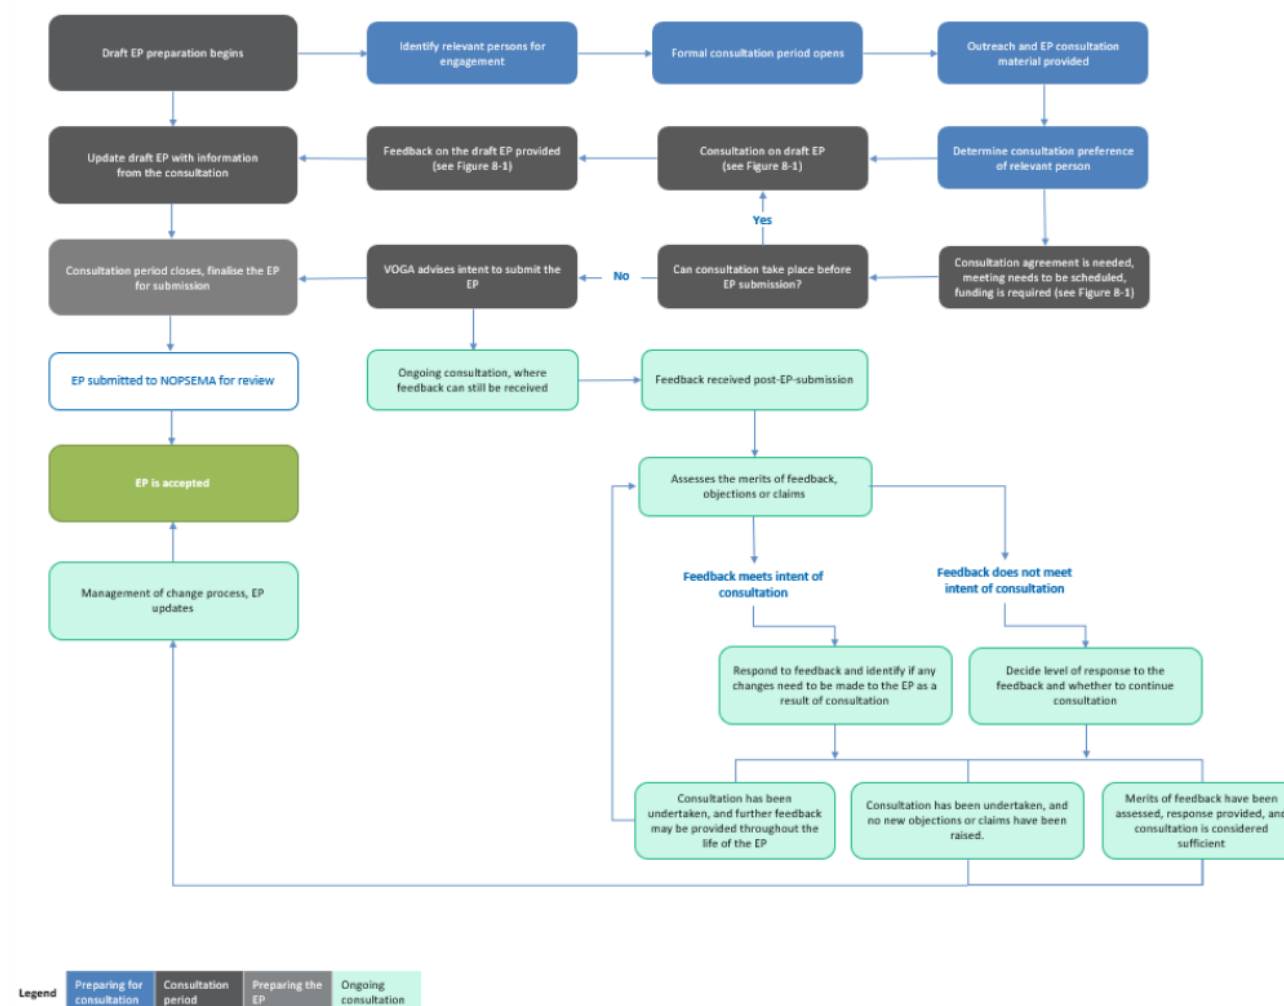 Draft EP preparation begins
Identify relevant persons for
engagement
Formal consultation period opens
Outreach and EP consultation
material provided
Update draft EP with information
from the consultation
Feedback on the draft EP provided
(see Figure 8-1)
Consultation on draft EP
(see Figure 8-1)
Determine consultation preference
of relevant person
Yes
Consultation period closes, finalise the EP
for submission
VOGA advises intent to submit the
EP
No
Can consultation take place before
EP submission?
Consultation agreement is needed,
meeting needs to be scheduled,
funding is required (see Figure 8-1)
EP submitted to NOPSEMA for review
Ongoing consultation, where
feedback can still be received
Feedback received post-EP-submission
EP is accepted
Assesses the merits of feedback,
objections or claims
Feedback meets intent of
consultation
Feedback does not meet
intent of consultation
Management of change process, EP
updates
Respond to feedback and identify if any
changes need to be made to the EP as a
result of consultation
Decide level of response to the
feedback and whether to continue
consultation
Consultation has been
undertaken, and further feedback
may be provided throughout the
life of the EP
Consultation has been undertaken, and
no new objections or claims have been
raised.
Merits of feedback have been
assessed, response provided, and
consultation is considered
sufficient
Legend
Preparing for
consultation
Consultation
period
Preparing the
EP
Ongoing
consultation